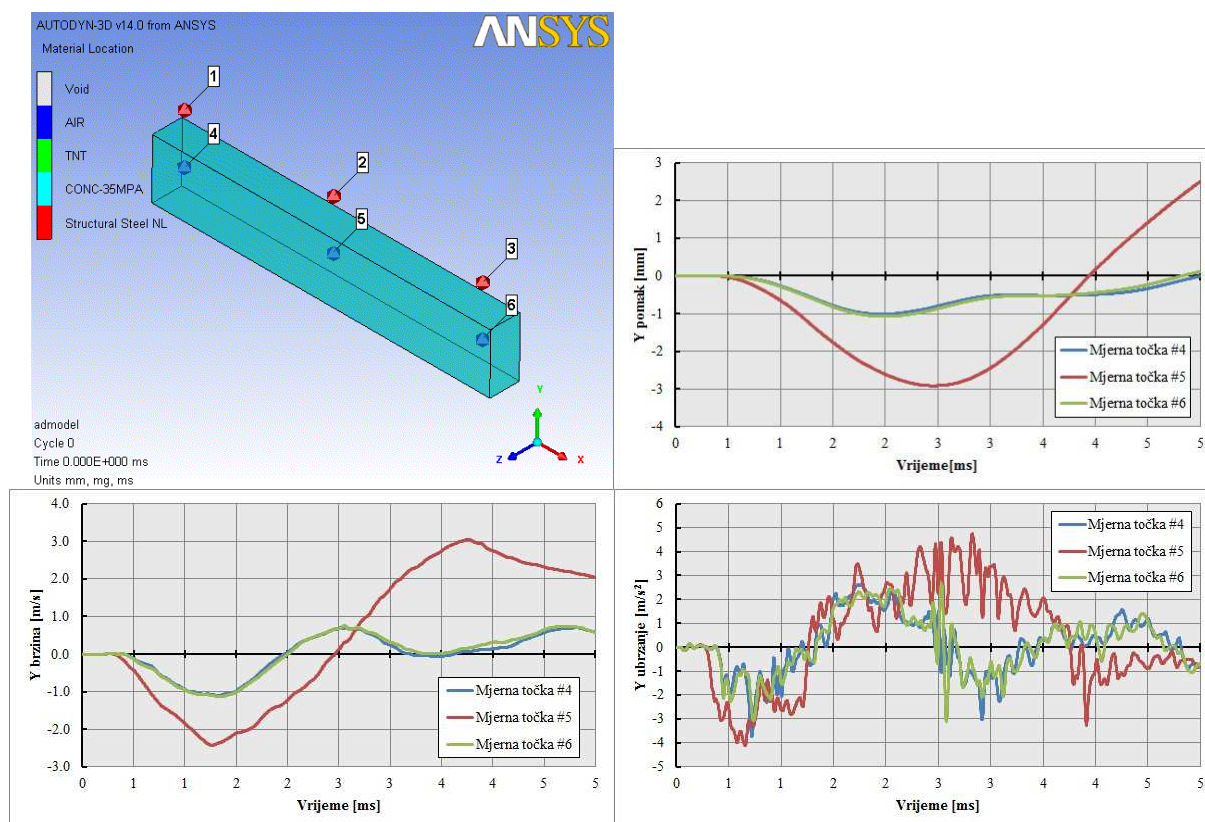 AUTODYN-3D v14.0 from ANSYS
ANSYS
Material Location
Void
AIR
TNT
CONC-35MPA
Structural Steel NL
1
4
2
5
3
6
Y
Z
X
admodel
Cycle 0
Time 0.000E+000 ms
Units mm, mg, ms
3
2
1
0
-1
-2
-3
-4
Y pomak [mm]
Mjerna točka #4
Mjerna točka #5
Mjerna točka #6
0 1 1 2 2 3 3 4 4 5 5
Vrijeme[ms]
4.0
3.0
2.0
1.0
0.0
-1.0
-2.0
-3.0
Y brzina [m/s]
Mjerna točka #4
Mjerna točka #5
Mjerna točka #6
0 1 1 2 2 3 3 4 4 5 5
Vrijeme [ms]
6
5
4
3
2
1
0
-1
-2
-3
-4
-5
Y ubrzanje [m/s²]
Mjerna točka #4
Mjerna točka #5
Mjerna točka #6
0 1 1 2 2 3 3 4 4 5 5
Vrijeme [ms]